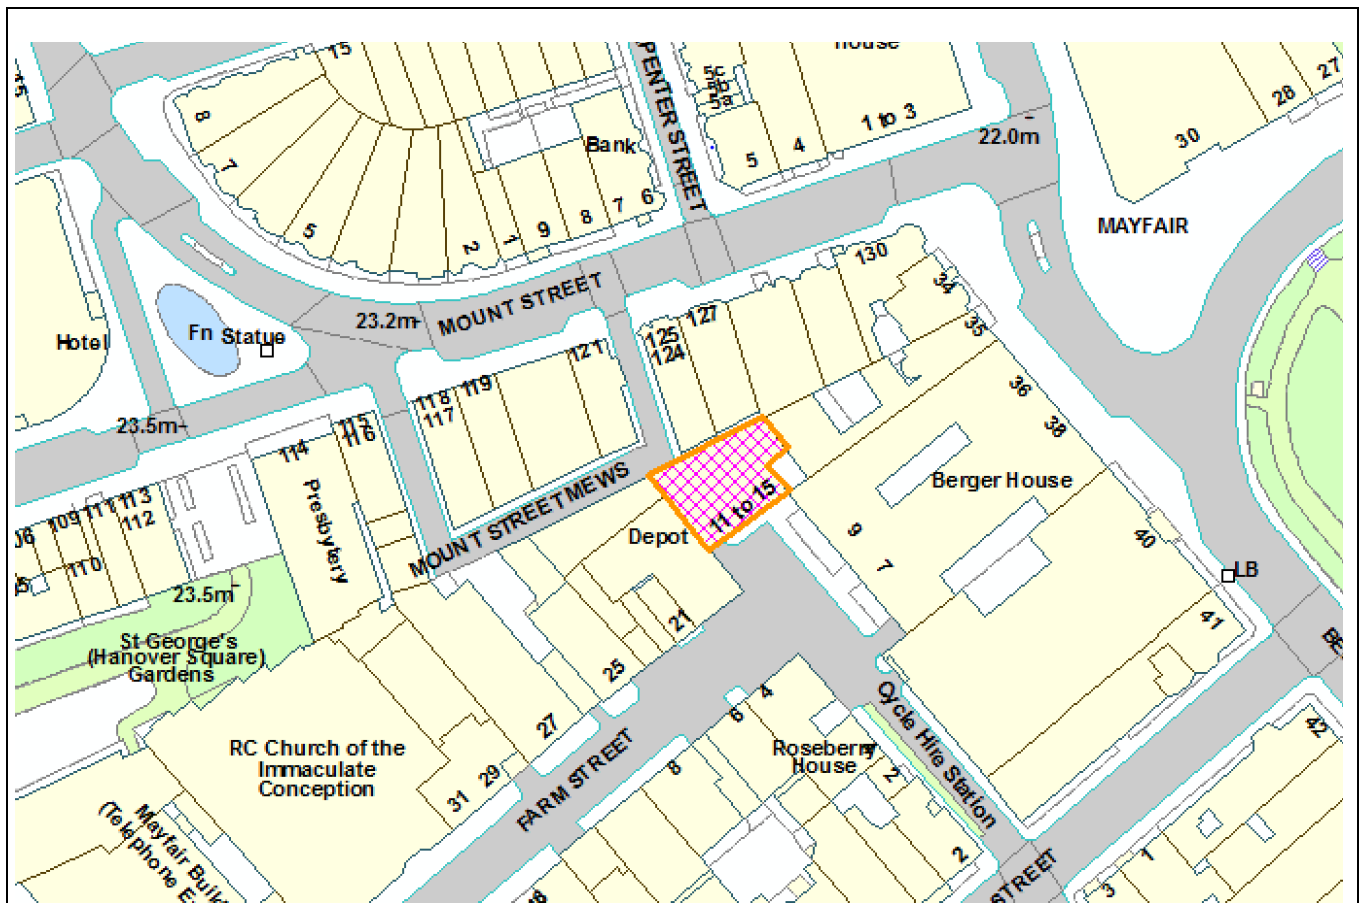 15
House
27
28
8
PENTER STREET
1 to 3
22.0m
30
Bank
4
5
7
6
7
8
9
1
2
5
MAYFAIR
130
34
MOUNT STREET
23.2m
Fn
Statue
Hotel
127
125
124
35
121
36
119
118
117
38
23.5m
115
116
114
Berger House
MOUNT STREET MEWS
11 to 15
Presbytery
113
112
111
109
110
Depot
9
7
40
LB
23.5m
41
21
St George's
(Hanover Square)
Gardens
25
4
6
Cycle Hire Station
27
42
RC Church of the
Immaculate
Conception
Roseberry
House
FARM STREET
8
2
29
31
Mayfair Buil
(Telephone E
2
1
3
STREET